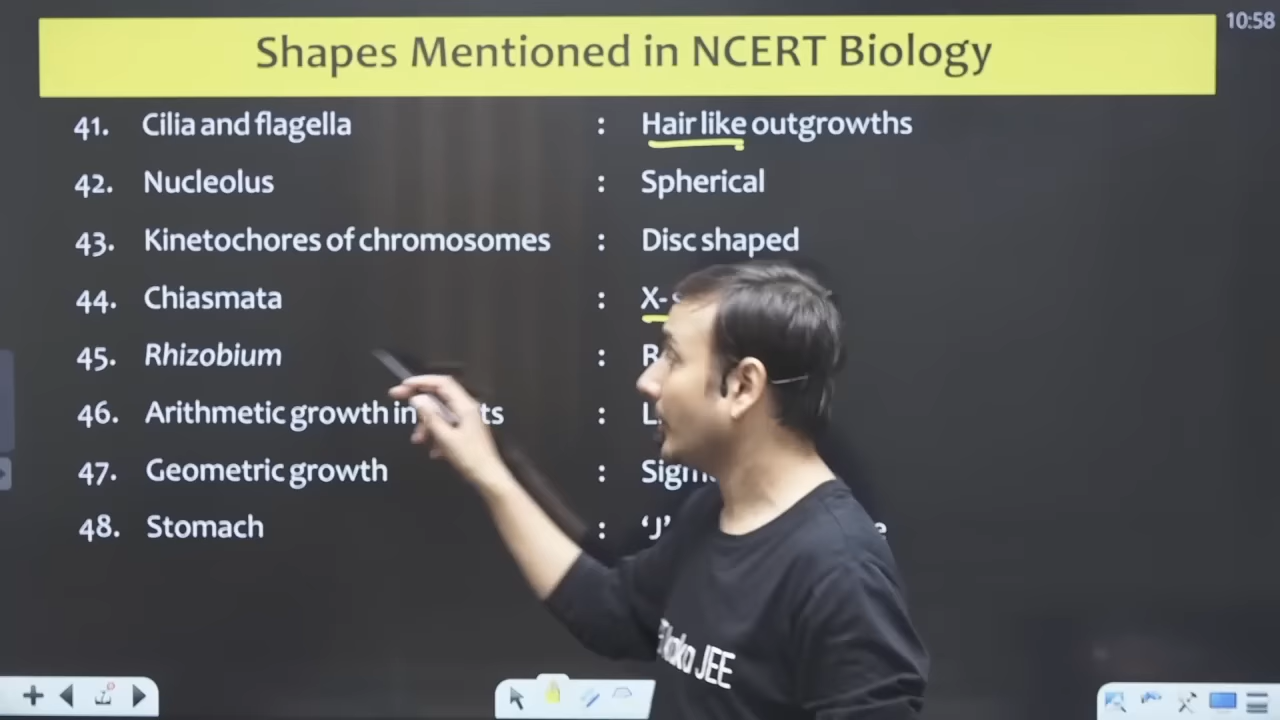 10:58
Shapes Mentioned in NCERT Biology
41. Cilia and flagella : Hair like outgrowths
42. Nucleolus : Spherical
43. Kinetochores of chromosomes : Disc shaped
44. Chiasmata : X-
45. Rhizobium :
46. Arithmetic growth in :
47. Geometric growth :
48. Stomach : ‘J’
JEE